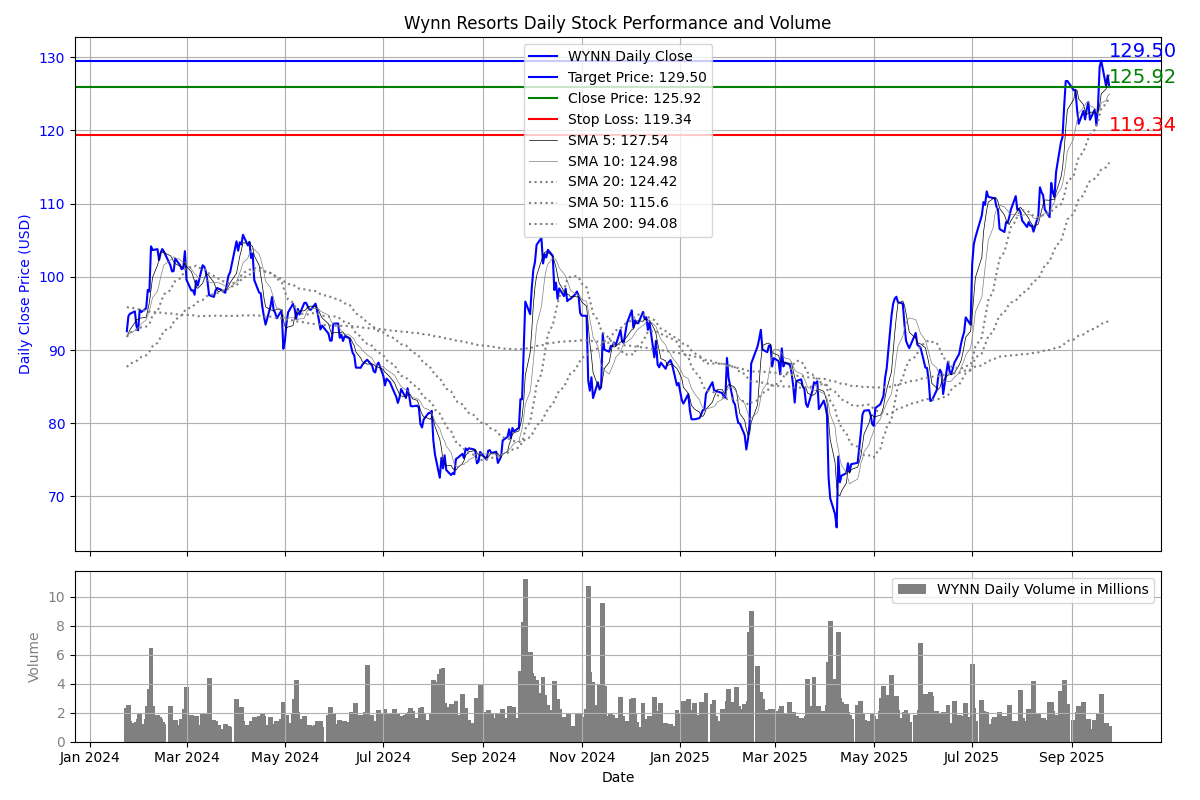 Wynn Resorts Daily Stock Performance and Volume
129.50
125.92
119.34
WYNN Daily Close
Target Price: 129.50
Close Price: 125.92
Stop Loss: 119.34
SMA 5: 127.54
SMA 10: 124.98
SMA 20: 124.42
SMA 50: 115.6
SMA 200: 94.08
Daily Close Price (USD)
130
120
110
100
90
80
70
WYNN Daily Volume in Millions
Volume
10
8
6
4
2
0
Jan 2024 Mar 2024 May 2024 Jul 2024 Sep 2024 Nov 2024 Jan 2025 Mar 2025 May 2025 Jul 2025 Sep 2025
Date